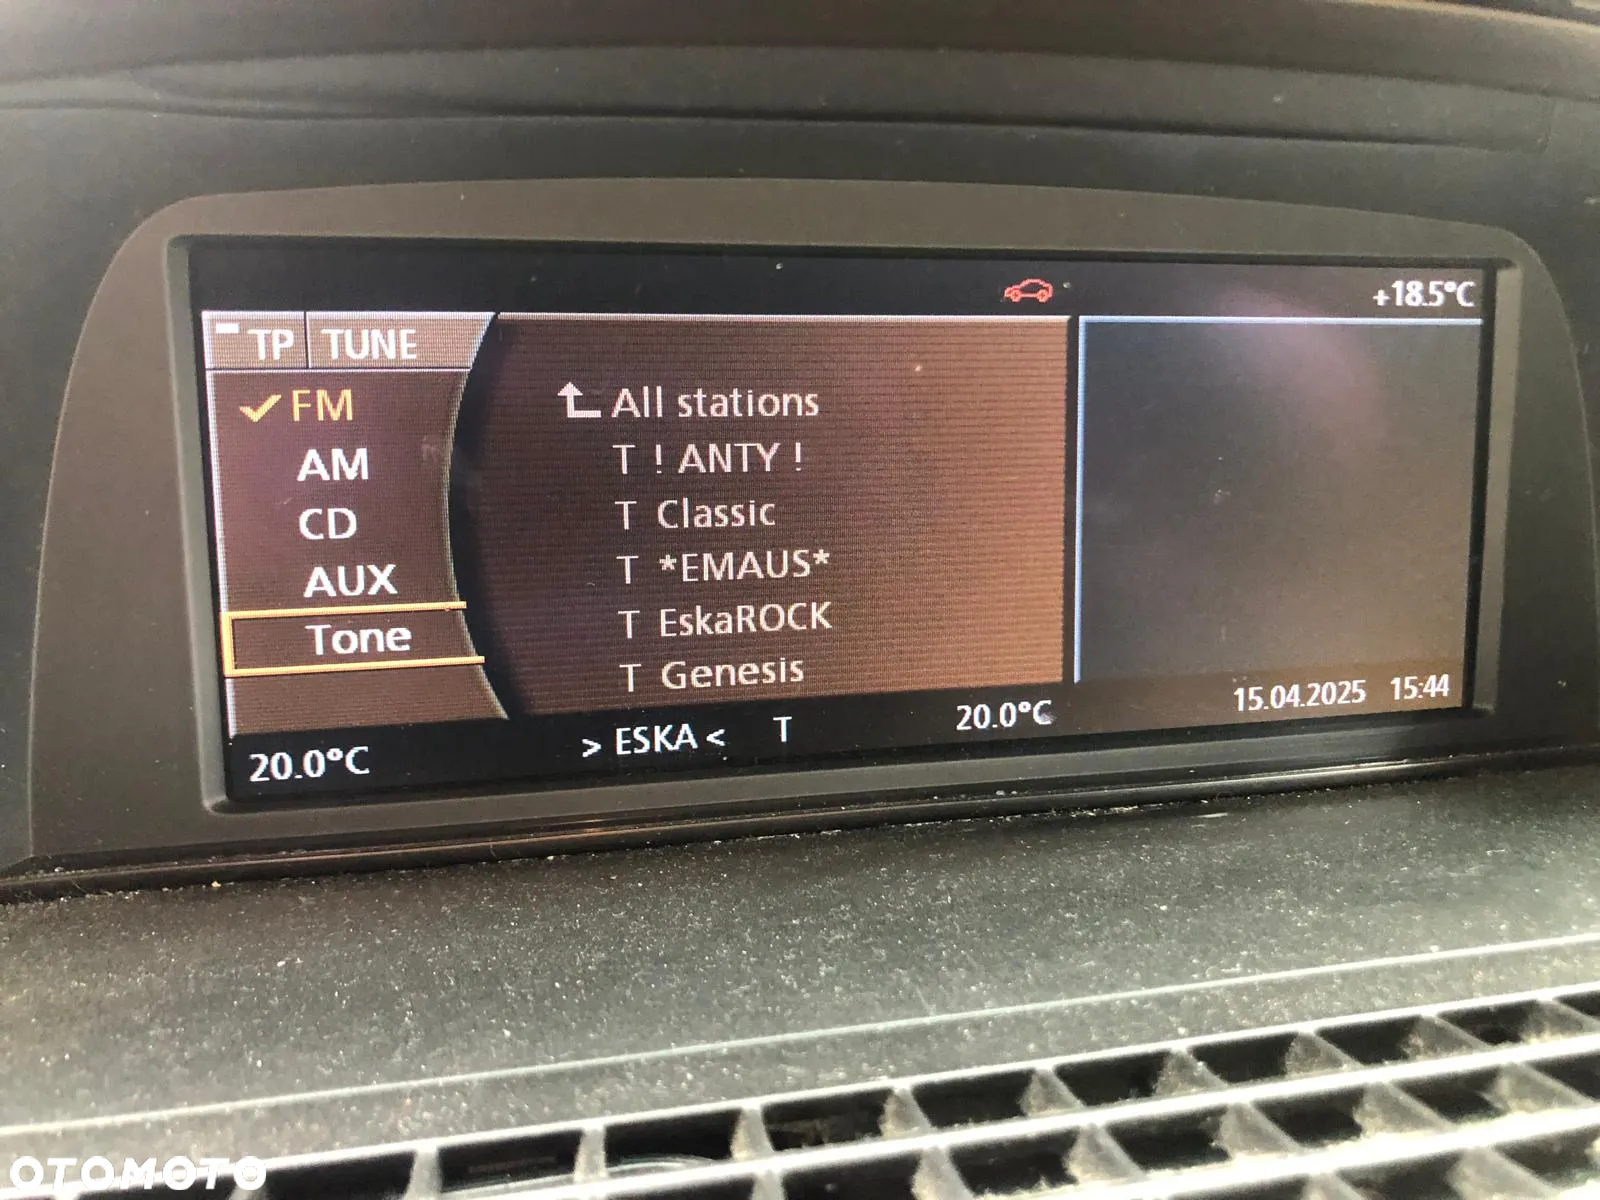 +18.5°C
TP TUNE
FM
AM
CD
AUX
Tone
All stations
T ! ANTY !
T Classic
T *EMAUS*
T EskaROCK
T Genesis
20.0°C
> ESKA < T
20.0°C
15.04.2025 15:44
OTOMOTO